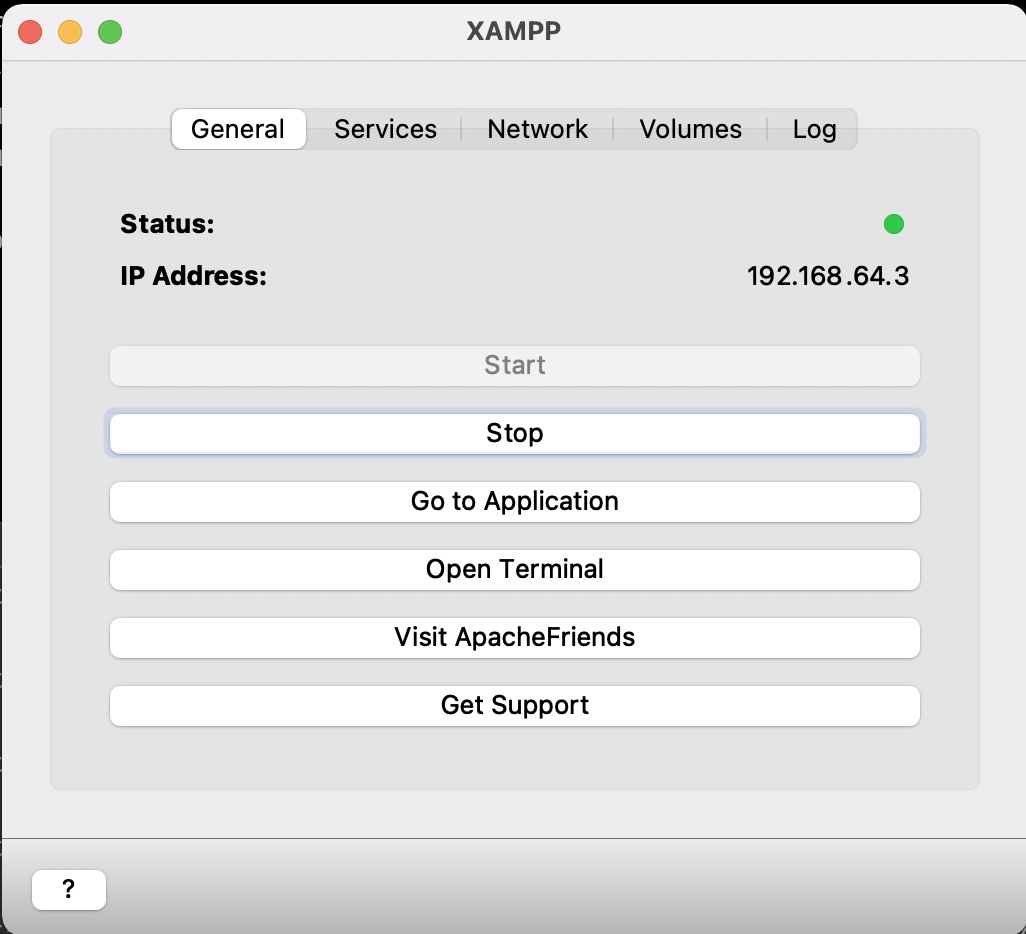 XAMPP
General Services Network Volumes Log
Status:
IP Address: 192.168.64.3
Start
Stop
Go to Application
Open Terminal
Visit ApacheFriends
Get Support
?